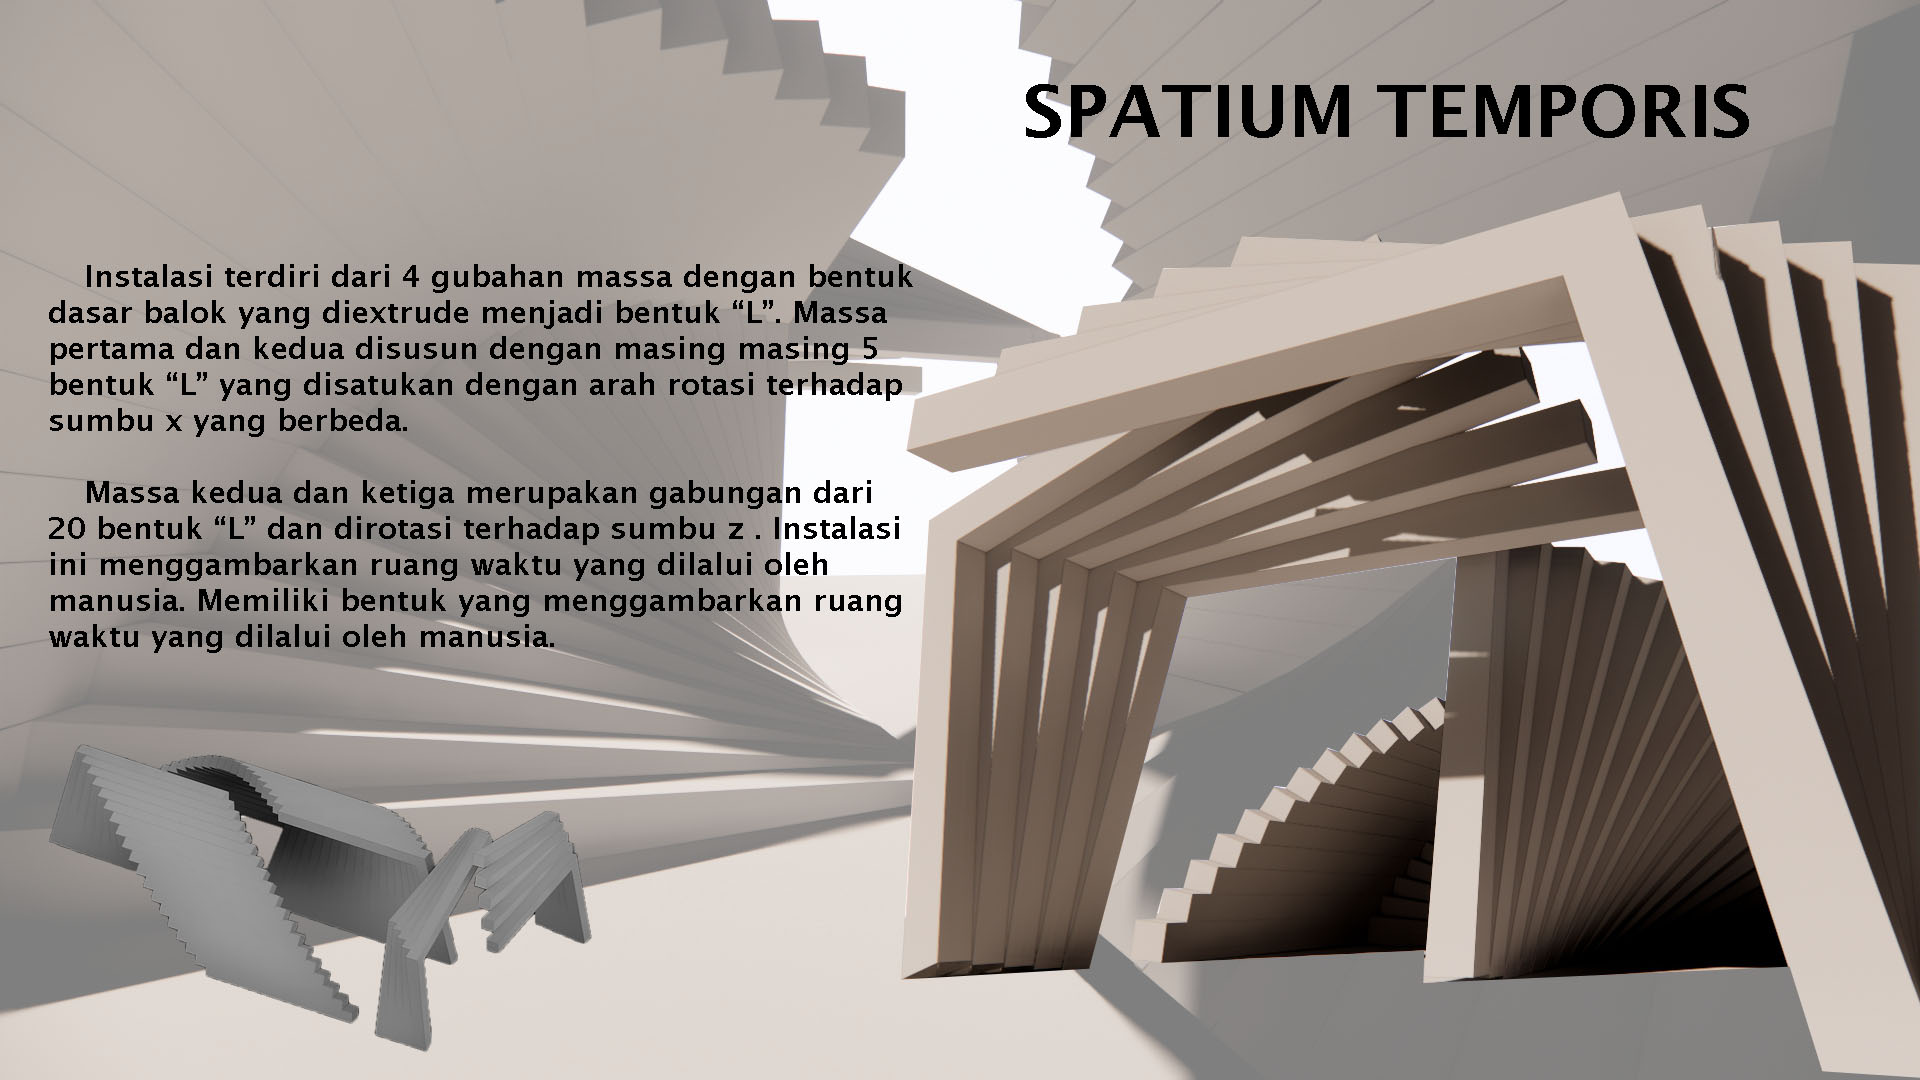 SPATIUM TEMPORIS
Instalasi terdiri dari 4 gubahan massa dengan bentuk
dasar balok yang diextrude menjadi bentuk “L”. Massa
pertama dan kedua disusun dengan masing masing 5
bentuk “L” yang disatukan dengan arah rotasi terhadap
sumbu x yang berbeda.
Massa kedua dan ketiga merupakan gabungan dari
20 bentuk “L” dan dirotasi terhadap sumbu z . Instalasi
ini menggambarkan ruang waktu yang dilalui oleh
manusia. Memiliki bentuk yang menggambarkan ruang
waktu yang dilalui oleh manusia.